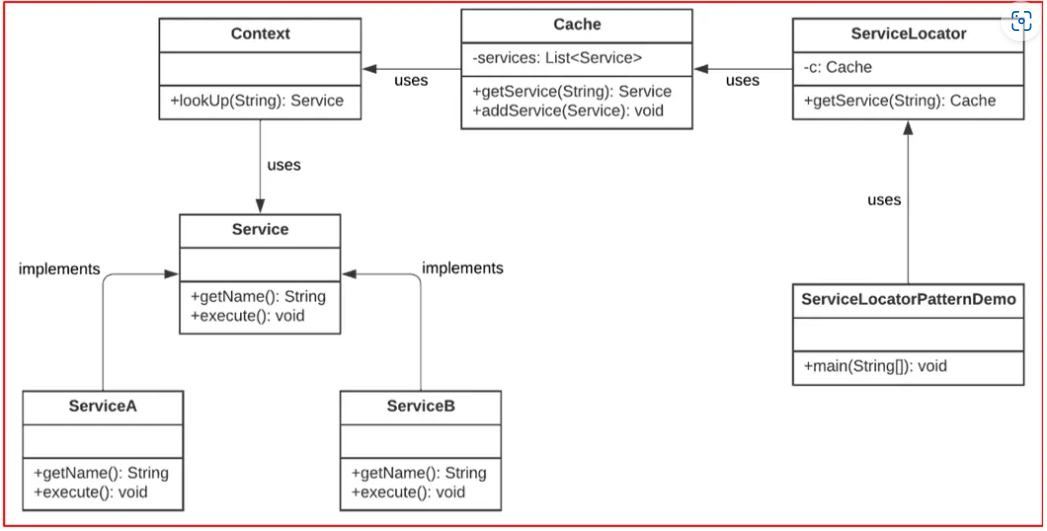 Context
+lookUp(String): Service
uses
Cache
-services: List<Service>
+getService(String): Service
+addService(Service): void
uses
ServiceLocator
-c: Cache
+getService(String): Cache
uses
Service
+getName(): String
+execute(): void
uses
implements
implements
ServiceLocatorPatternDemo
+main(String[]): void
ServiceA
+getName(): String
+execute(): void
ServiceB
+getName(): String
+execute(): void